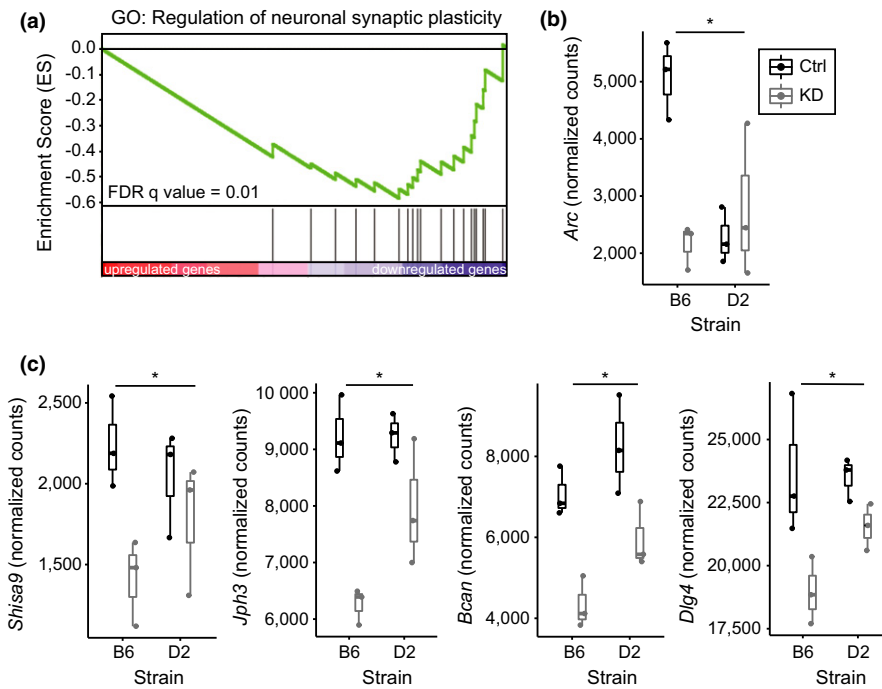 (a)
GO: Regulation of neuronal synaptic plasticity
Enrichment Score (ES)
0.0
-0.1
-0.2
-0.3
-0.4
-0.5
-0.6
FDR q value = 0.01
upregulated genes
downregulated genes
(b)
*
Arc (normalized counts)
5,000
4,000
3,000
2,000
B6
D2
Strain
Ctrl
KD
(c)
*
Shisa9 (normalized counts)
2,500
2,000
1,500
B6
D2
Strain
*
Jph3 (normalized counts)
10 000
9,000
8,000
7,000
6,000
B6
D2
Strain
*
Bcan (normalized counts)
8,000
6,000
4,000
B6
D2
Strain
*
Dlg4 (normalized counts)
25,000
22,500
20,000
17,500
B6
D2
Strain